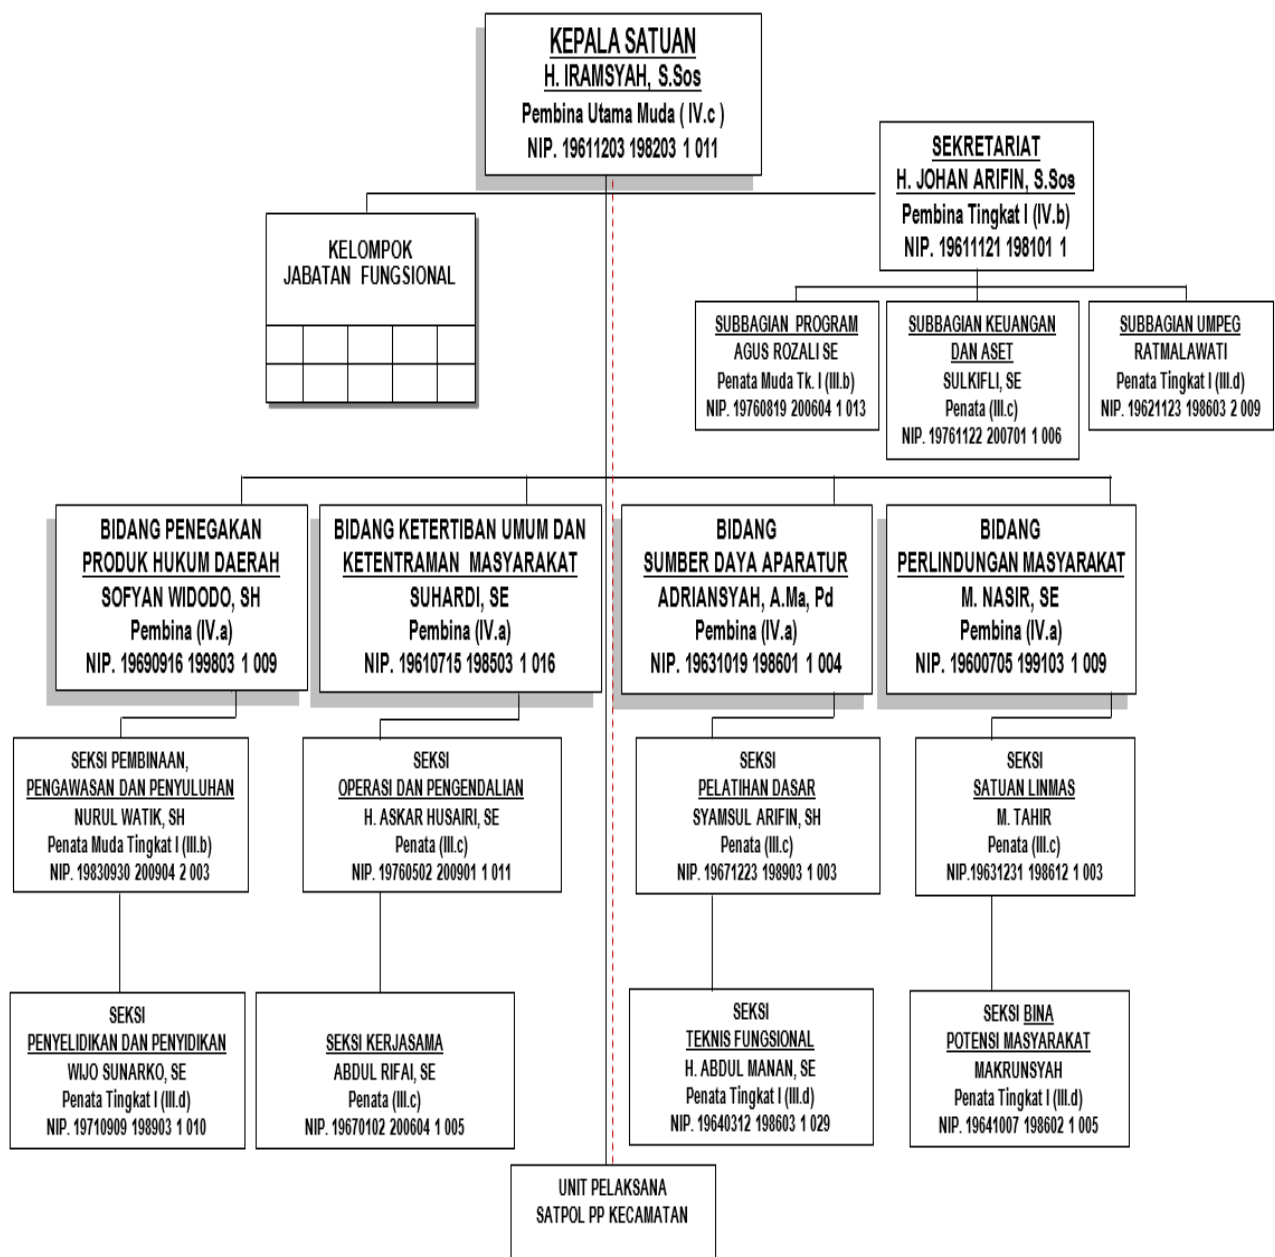 KEPALA SATUAN
H. IRAMSYAH, S.Sos
Pembina Utama Muda ( IV.c )
NIP. 19611203 198203 1 011
SEKRETARIAT
H. JOHAN ARIFIN, S.Sos
Pembina Tingkat I (IV.b)
NIP. 19611121 198101 1
KELOMPOK
JABATAN FUNGSIONAL
SUBBAGIAN PROGRAM
AGUS ROZALI SE
Penata Muda Tk. I (III.b)
NIP. 19760819 200604 1 013
SUBBAGIAN KEUANGAN
DAN ASET
SULKIFLI, SE
Penata (III.c)
NIP. 19761122 200701 1 006
SUBBAGIAN UMPEG
RATMALAWATI
Penata Tingkat I (III.d)
NIP. 19621123 198603 2 009
BIDANG PENEGAKAN
PRODUK HUKUM DAERAH
SOFYAN WIDODO, SH
Pembina (IV.a)
NIP. 19690916 199803 1 009
BIDANG KETERTIBAN UMUM DAN
KETENTRAMAN MASYARAKAT
SUHARDI, SE
Pembina (IV.a)
NIP. 19610715 198503 1 016
BIDANG
SUMBER DAYA APARATUR
ADRIANSYAH, A.Ma, Pd
Pembina (IV.a)
NIP. 19631019 198601 1 004
BIDANG
PERLINDUNGAN MASYARAKAT
M. NASIR, SE
Pembina (IV.a)
NIP. 19600705 199103 1 009
SEKSI PEMBINAAN,
PENGAWASAN DAN PENYULUHAN
NURUL WATIK, SH
Penata Muda Tingkat I (III.b)
NIP. 19830930 200904 2 003
SEKSI
OPERASI DAN PENGENDALIAN
H. ASKAR HUSAIRI, SE
Penata (III.c)
NIP. 19760502 200901 1 011
SEKSI
PELATIHAN DASAR
SYAMSUL ARIFIN, SH
Penata (III.c)
NIP. 19671223 198903 1 003
SEKSI
SATUAN LINMAS
M. TAHIR
Penata (III.c)
NIP.19631231 198612 1 003
SEKSI
PENYELIDIKAN DAN PENYIDIKAN
WIJO SUNARKO, SE
Penata Tingkat I (III.d)
NIP. 19710909 198903 1 010
SEKSI KERJASAMA
ABDUL RIFAI, SE
Penata (III.c)
NIP. 19670102 200604 1 005
SEKSI
TEKNIS FUNGSIONAL
H. ABDUL MANAN, SE
Penata Tingkat I (III.d)
NIP. 19640312 198603 1 029
SEKSI BINA
POTENSI MASYARAKAT
MAKRUNSYAH
Penata Tingkat I (III.d)
NIP. 19641007 198602 1 005
UNIT PELAKSANA
SATPOL PP KECAMATAN